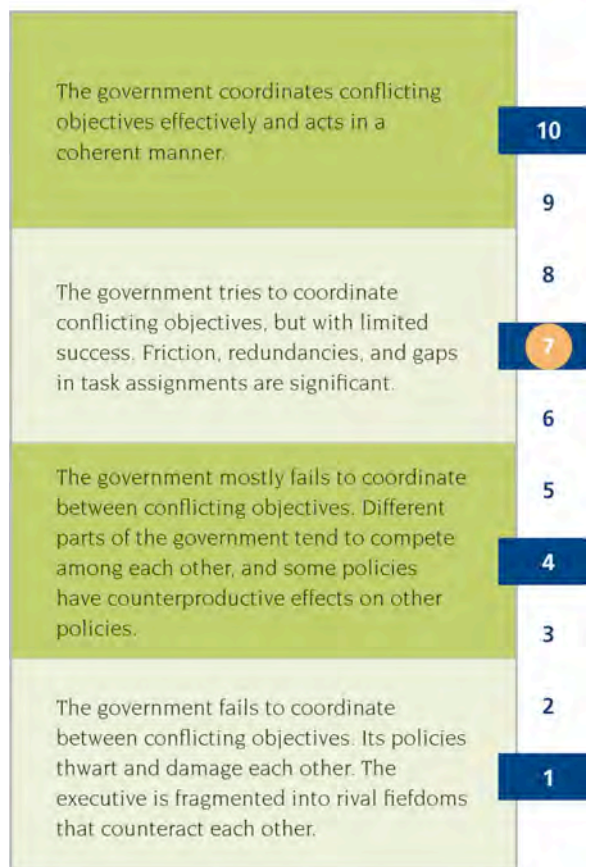 The government coordinates conflicting
objectives effectively and acts in a
coherent manner.
10
9
8
The government tries to coordinate
conflicting objectives, but with limited
success. Friction, redundancies, and gaps
in task assignments are significant.
7
6
The government mostly fails to coordinate
between conflicting objectives. Different
parts of the government tend to compete
among each other, and some policies
have counterproductive effects on other
policies.
5
4
3
2
The government fails to coordinate
between conflicting objectives. Its policies
thwart and damage each other. The
executive is fragmented into rival fiefdoms
that counteract each other.
1